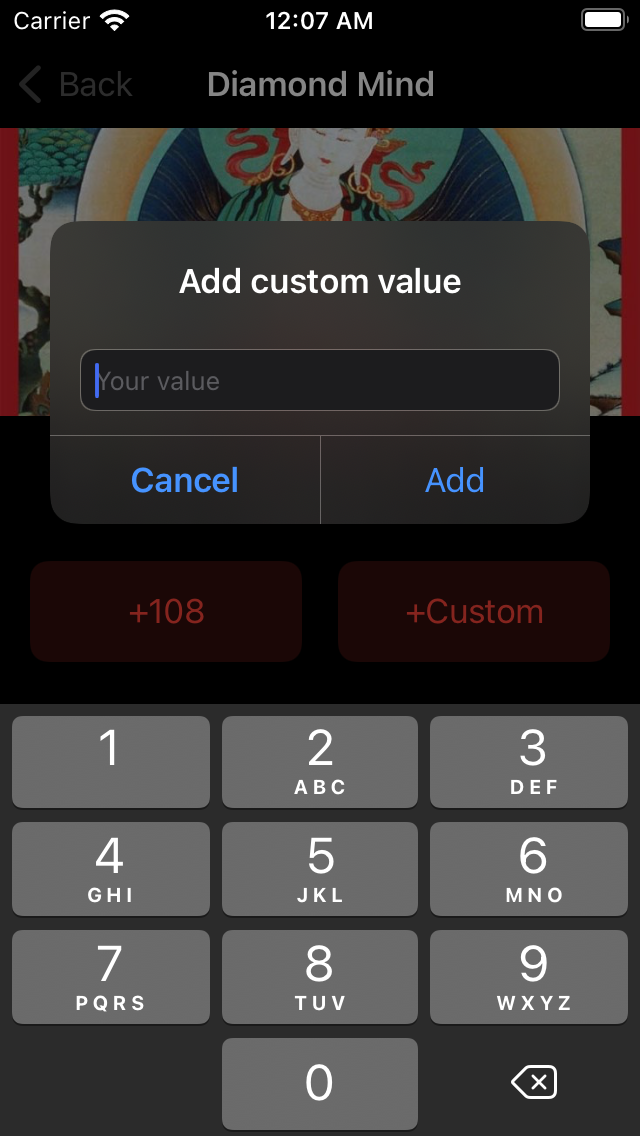 Carrier 12:07 AM
Back Diamond Mind
Add custom value
Your value
Cancel Add
+108 +Custom
1 2 3
ABC DEF
4 5 6
GHI JKL MNO
7 8 9
PQRS TUV WXYZ
0